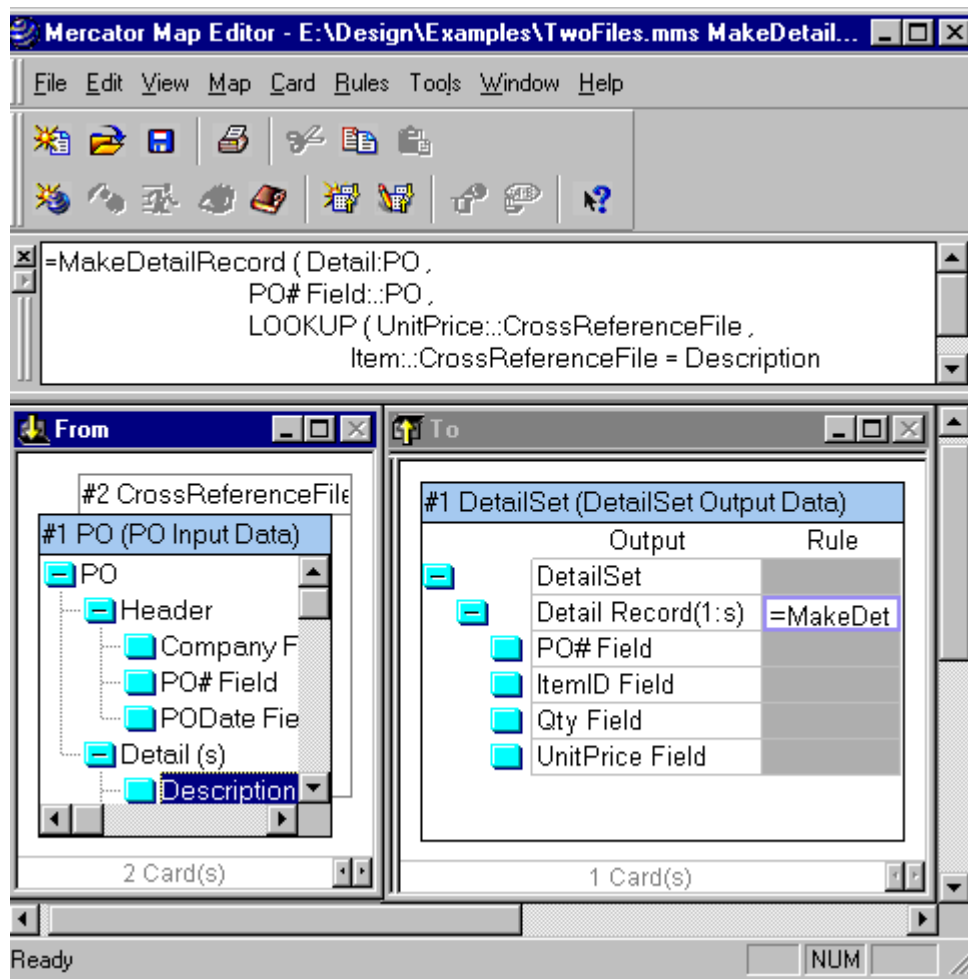 Mercator Map Editor - E:\Design\Examples\TwoFiles.mms MakeDetail...
File Edit View Map Card Rules Tools Window Help
=MakeDetailRecord ( Detail:PO ,
PO# Field:.:PO ,
LOOKUP ( UnitPrice:.:CrossReferenceFile ,
Item:.:CrossReferenceFile = Description
From
#2 CrossReferenceFile
#1 PO (PO Input Data)
PO
Header
Company F
PO# Field
PODate Fie
Detail (s)
Description
2 Card(s)
To
#1 DetailSet (DetailSet Output Data)
Output Rule
DetailSet
Detail Record(1:s) =MakeDet
PO# Field
ItemID Field
Qty Field
UnitPrice Field
1 Card(s)
Ready NUM